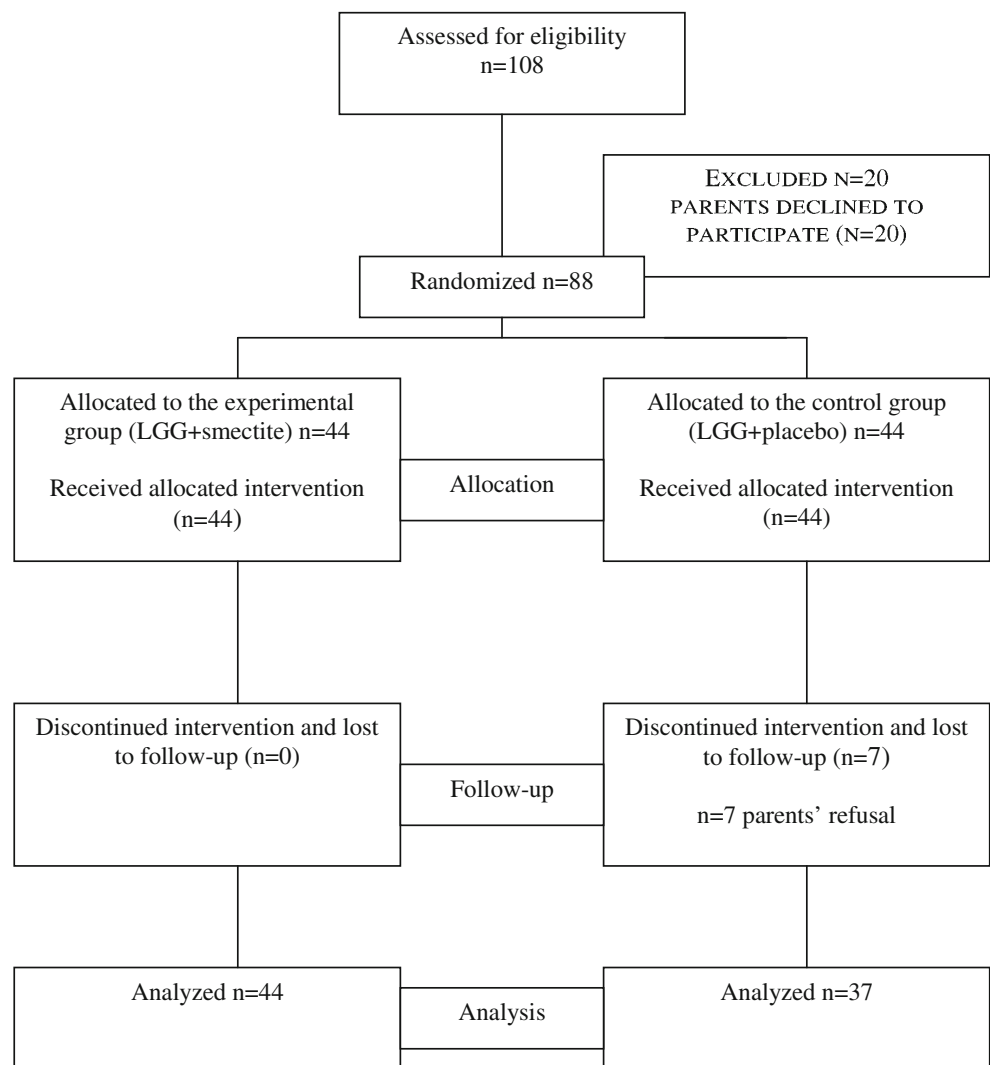 Assessed for eligibility
n=108
EXCLUDED N=20
PARENTS DECLINED TO
PARTICIPATE (N=20)
Randomized n=88
Allocated to the experimental
group (LGG+smectite) n=44
Received allocated intervention
(n=44)
Allocation
Allocated to the control group
(LGG+placebo) n=44
Received allocated intervention
(n=44)
Discontinued intervention and lost
to follow-up (n=0)
Follow-up
Discontinued intervention and lost
to follow-up (n=7)
n=7 parents’ refusal
Analyzed n=44
Analysis
Analyzed n=37